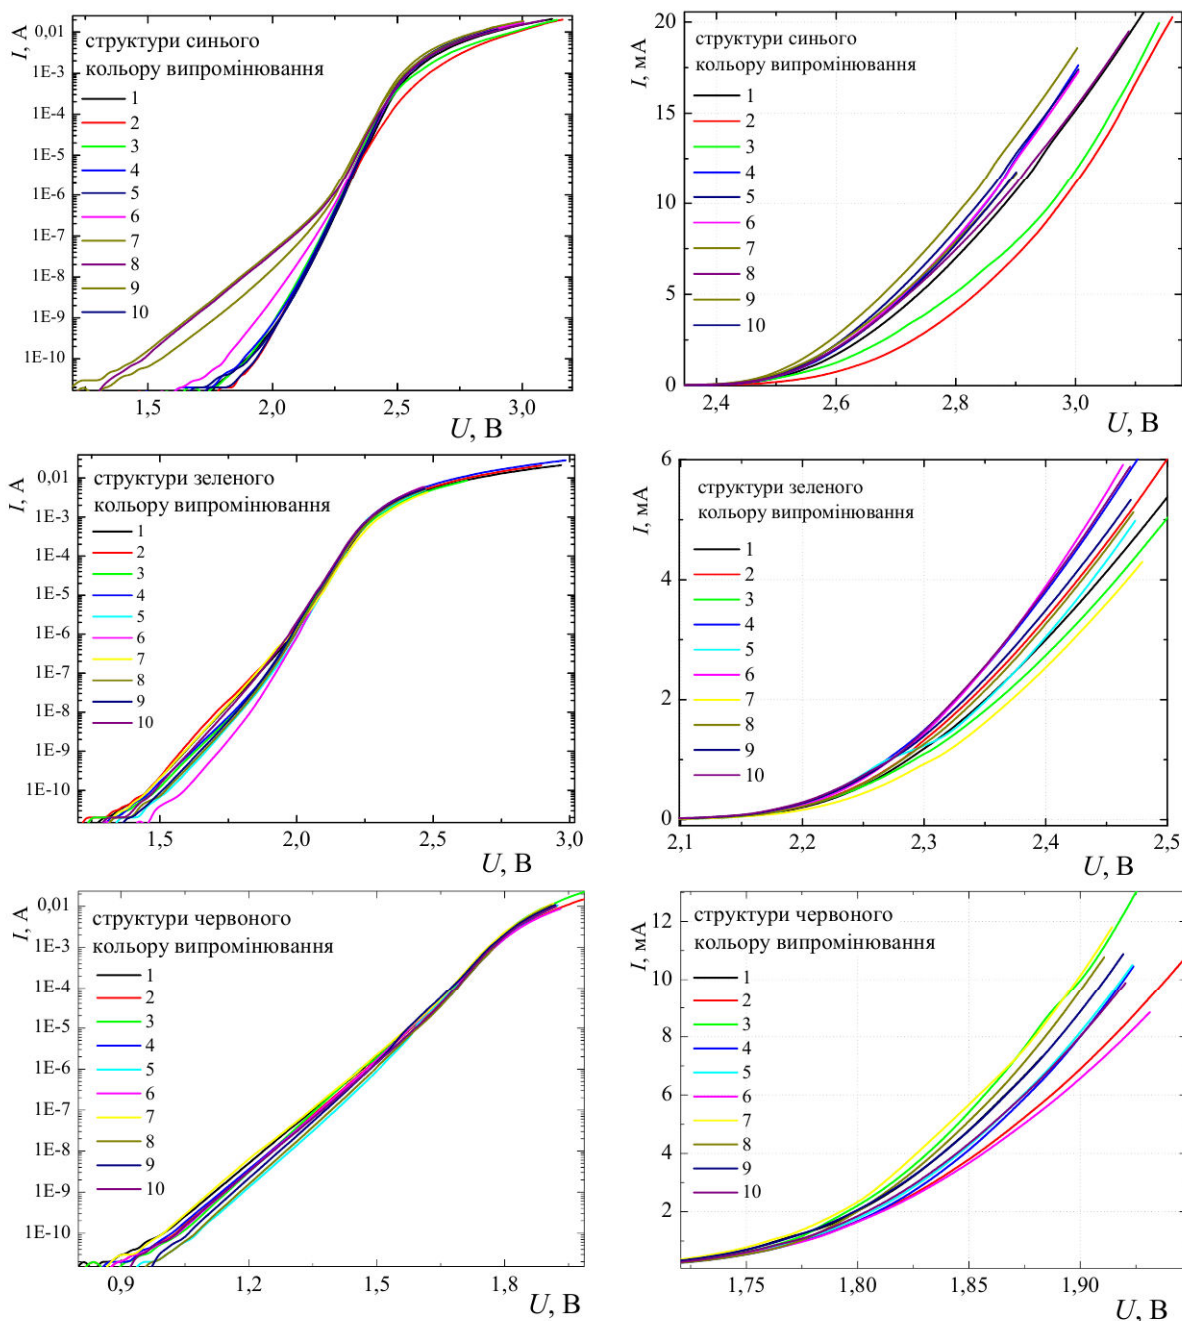 I, А
0,01
1E-3
1E-4
1E-5
1E-6
1E-7
1E-8
1E-9
1E-10
структури синього
кольору випромінювання
1
2
3
4
5
6
7
8
9
10
1,5 2,0 2,5 3,0
U, В
I, мА
20
15
10
5
0
структури синього
кольору випромінювання
1
2
3
4
5
6
7
8
9
10
2,4 2,6 2,8 3,0
U, В
I, А
0,01
1E-3
1E-4
1E-5
1E-6
1E-7
1E-8
1E-9
1E-10
структури зеленого
кольору випромінювання
1
2
3
4
5
6
7
8
9
10
1,5 2,0 2,5 3,0
U, В
I, мА
6
4
2
0
структури зеленого
кольору випромінювання
1
2
3
4
5
6
7
8
9
10
2,1 2,2 2,3 2,4 2,5
U, В
I, А
0,01
1E-3
1E-4
1E-5
1E-6
1E-7
1E-8
1E-9
1E-10
структури червоного
кольору випромінювання
1
2
3
4
5
6
7
8
9
10
0,9 1,2 1,5 1,8
U, В
I, мА
12
10
8
6
4
2
структури червоного
кольору випромінювання
1
2
3
4
5
6
7
8
9
10
1,75 1,80 1,85 1,90
U, В